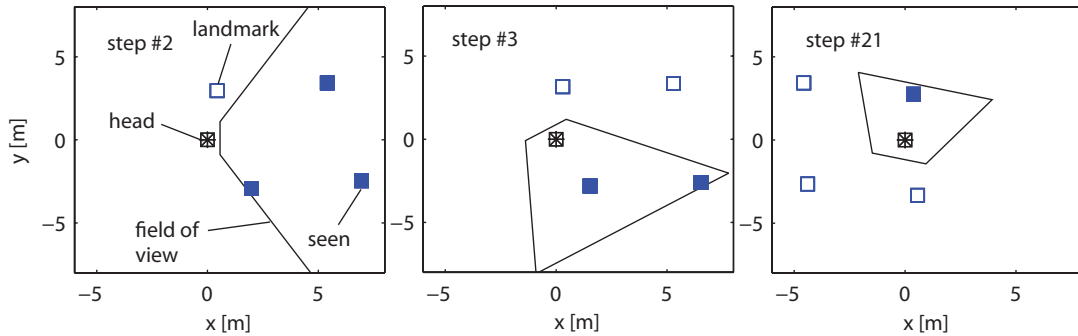 step #2
landmark
head
field of
view
seen
step #3
step #21
y [m]
5
0
−5
5
0
−5
5
0
−5
−5 0 5
−5 0 5
−5 0 5
x [m]
x [m]
x [m]